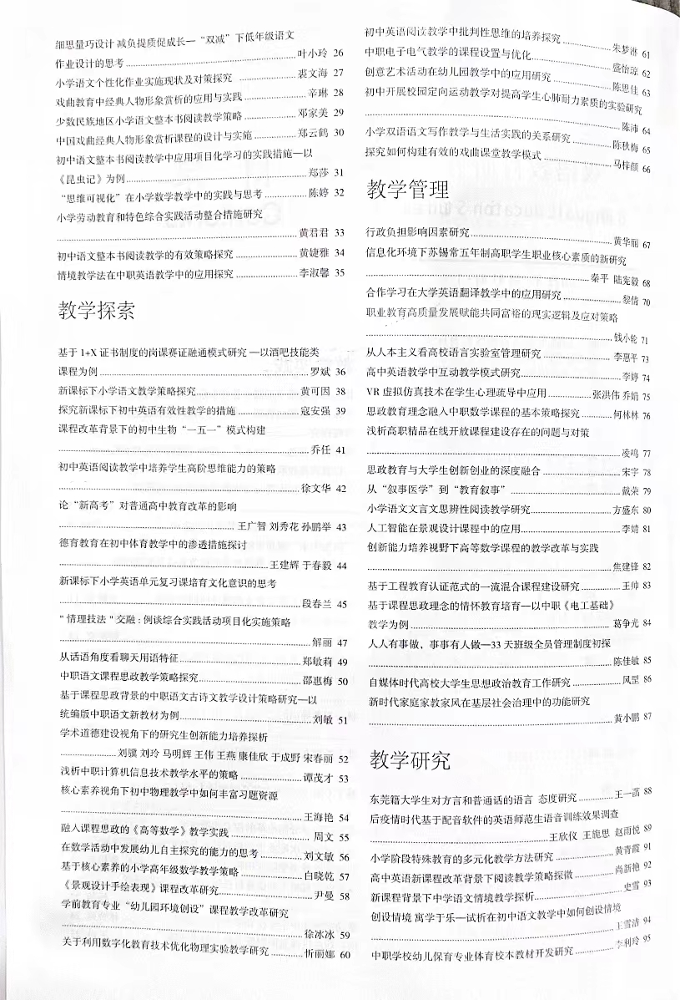 细思量巧设计 减负提质促成长—“双减”下低年级语文
作业设计的思考 叶小玲 26
小学语文个性化作业实施现状及对策探究 裘文海 27
戏曲教育中经典人物形象赏析的应用与实践 辛琳 28
少数民族地区小学语文整本书阅读教学策略 邓家美 29
中国戏曲经典人物形象赏析课程的设计与实施 郑云鹤 30
初中语文整本书阅读教学中应用项目化学习的实践措施—以
《昆虫记》为例 郑莎 31
“思维可视化”在小学数学教学中的实践与思考 陈婷 32
小学劳动教育和特色综合实践活动整合措施研究
黄君君 33
初中语文整本书阅读教学的有效策略探究 黄婕雅 34
情境教学法在中职英语教学中的应用探究 李淑馨 35
教学探索
基于 1+X 证书制度的岗课赛证融通模式研究 —以酒吧技能类
课程为例 罗斌 36
新课标下小学语文教学策略探究 黄可因 38
探究新课标下初中英语有效性教学的措施 寇安强 39
课程改革背景下的初中生物“一五一”模式构建
乔任 41
初中英语阅读教学中培养学生高阶思维能力的策略
徐文华 42
论“新高考”对普通高中教育改革的影响
王广智 刘秀花 孙鹏举 43
德育教育在初中体育教学中的渗透措施探讨
王建辉 于春毅 44
新课标下小学英语单元复习课培育文化意识的思考
段春兰 45
"情理技法"交融：例谈综合实践活动项目化实施策略
解丽 47
从话语角度看聊天用语特征 郑敏莉 49
中职语文课程思政教学策略探究 邵惠梅 50
基于课程思政背景的中职语文古诗文教学设计策略研究—以
统编版中职语文新教材为例 刘敏 51
学术道德建设视角下的研究生创新能力培养探析
刘骥 刘玲 马明辉 王伟 王燕 康佳欣 于成野 宋春丽 52
浅析中职计算机信息技术教学水平的策略 谭茂才 53
核心素养视角下初中物理教学中如何丰富习题资源
王海艳 54
融入课程思政的《高等数学》教学实践 周文 55
在数学活动中发展幼儿自主探究的能力的思考 刘文敏 56
基于核心素养的小学高年级数学教学策略 白晓乾 57
《景观设计手绘表现》课程改革研究 尹曼 58
学前教育专业“幼儿园环境创设”课程教学改革研究
徐冰冰 59
关于利用数字化教育技术优化物理实验教学研究 忻丽娜 60
初中英语阅读教学中批判性思维的培养探究 朱梦淋 61
中职电子电气教学的课程设置与优化 盛怡琼 62
创意艺术活动在幼儿园教学中的应用研究 陈思佳 63
初中开展校园定向运动教学对提高学生心肺耐力素质的实验研究
陈沛 64
小学双语语文写作教学与生活实践的关系研究 陈秋梅 65
探究如何构建有效的戏曲课堂教学模式 马梓颜 66
教学管理
行政负担影响因素研究 黄华丽 67
信息化环境下苏锡常五年制高职学生职业核心素质的新研究
秦平 陆宪毅 68
合作学习在大学英语翻译教学中的应用研究 黎倩 70
职业教育高质量发展赋能共同富裕的现实逻辑及应对策略
钱小轮 71
从人本主义看高校语言实验室管理研究 李惠平 73
高中英语教学中互动教学模式研究 李婷 74
VR 虚拟仿真技术在学生心理疏导中应用 张洪伟 乔娟 75
思政教育理念融入中职数学课程的基本策略探究 何林林 76
浅析高职精品在线开放课程建设存在的问题与对策
凌鸣 77
思政教育与大学生创新创业的深度融合 宋宇 78
从“叙事医学”到“教育叙事” 戴荣 79
小学语文文言文思辨性阅读教学研究 方盛东 80
人工智能在景观设计课程中的应用 李婧 81
创新能力培养视野下高等数学课程的教学改革与实践
焦建锋 82
基于工程教育认证范式的一流混合课程建设研究 王帅 83
基于课程思政理念的情怀教育培育—以中职《电工基础》
教学为例 葛争光 84
人人有事做，事事有人做—33 天班级全员管理制度初探
陈佳敏 85
自媒体时代高校大学生思想政治教育工作研究 风罡 86
新时代家庭家教家风在基层社会治理中的功能研究
黄小鹏 87
教学研究
东莞籍大学生对方言和普通话的语言 态度研究 王一菡 88
后疫情时代基于配音软件的英语师范生语音训练效果调查
王欣仪 王施思 赵雨悦 89
小学阶段特殊教育的多元化教学方法研究 黄青霞 91
高中英语新课程改革背景下阅读教学策略探微 尚新艳 92
新课程背景下中学语文情境教学探析 史雪 93
创设情境 寓学于乐—试析在初中语文教学中如何创设情境
王雪洁 94
中职学校幼儿保育专业体育校本教材开发研究 李利玲 95